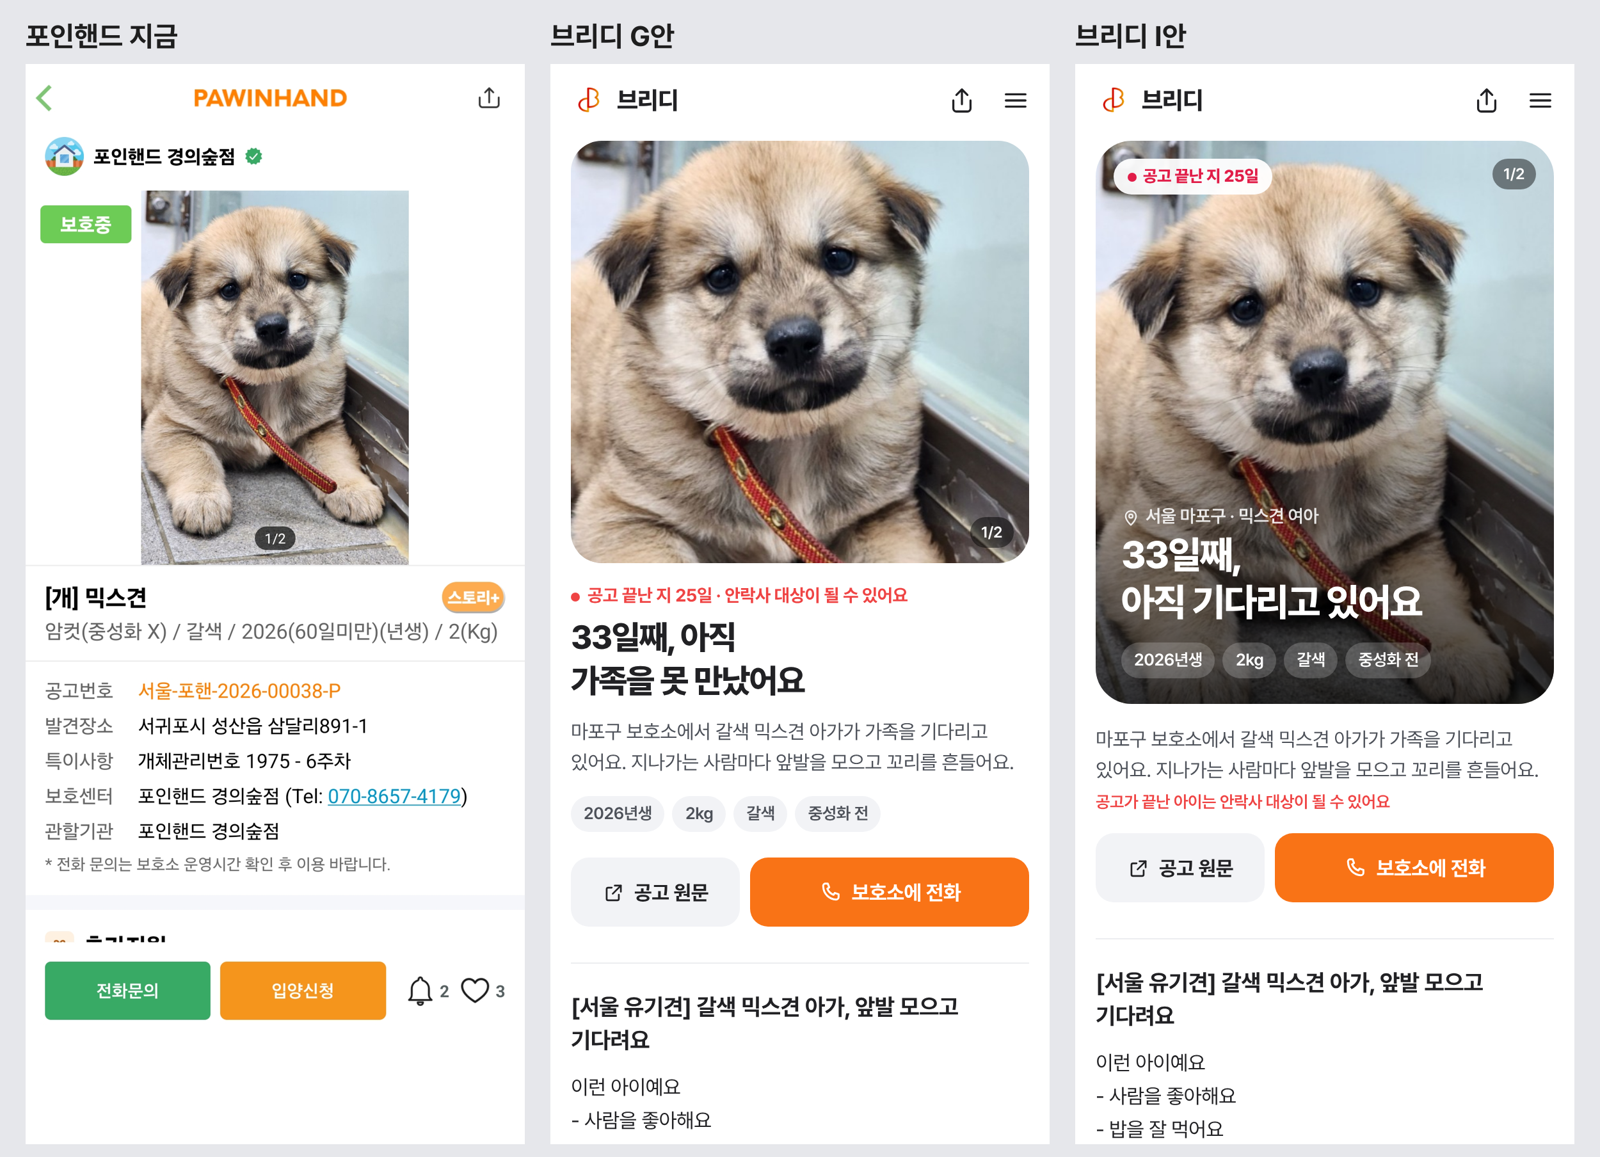 포인핸드 지금
PAWINHAND
포인핸드 경의숲점
보호중
1/2
[개] 믹스견
스토리+
암컷(중성화 X) / 갈색 / 2026(60일미만)(년생) / 2(Kg)
공고번호 서울-포핸-2026-00038-P
발견장소 서귀포시 성산읍 삼달리891-1
특이사항 개체관리번호 1975 - 6주차
보호센터 포인핸드 경의숲점 (Tel: 070-8657-4179)
관할기관 포인핸드 경의숲점
* 전화 문의는 보호소 운영시간 확인 후 이용 바랍니다.
전화문의
입양신청
2
3
브리디 G안
브리디
1/2
공고 끝난 지 25일 · 안락사 대상이 될 수 있어요
33일째, 아직
가족을 못 만났어요
마포구 보호소에서 갈색 믹스견 아가가 가족을 기다리고
있어요. 지나가는 사람마다 앞발을 모으고 꼬리를 흔들어요.
2026년생 2kg 갈색 중성화 전
공고 원문
보호소에 전화
[서울 유기견] 갈색 믹스견 아가, 앞발 모으고
기다려요
이런 아이예요
- 사람을 좋아해요
브리디 I안
브리디
공고 끝난 지 25일
1/2
서울 마포구 · 믹스견 여아
33일째,
아직 기다리고 있어요
2026년생 2kg 갈색 중성화 전
마포구 보호소에서 갈색 믹스견 아가가 가족을 기다리고
있어요. 지나가는 사람마다 앞발을 모으고 꼬리를 흔들어요.
공고가 끝난 아이는 안락사 대상이 될 수 있어요
공고 원문
보호소에 전화
[서울 유기견] 갈색 믹스견 아가, 앞발 모으고
기다려요
이런 아이예요
- 사람을 좋아해요
- 밥을 잘 먹어요